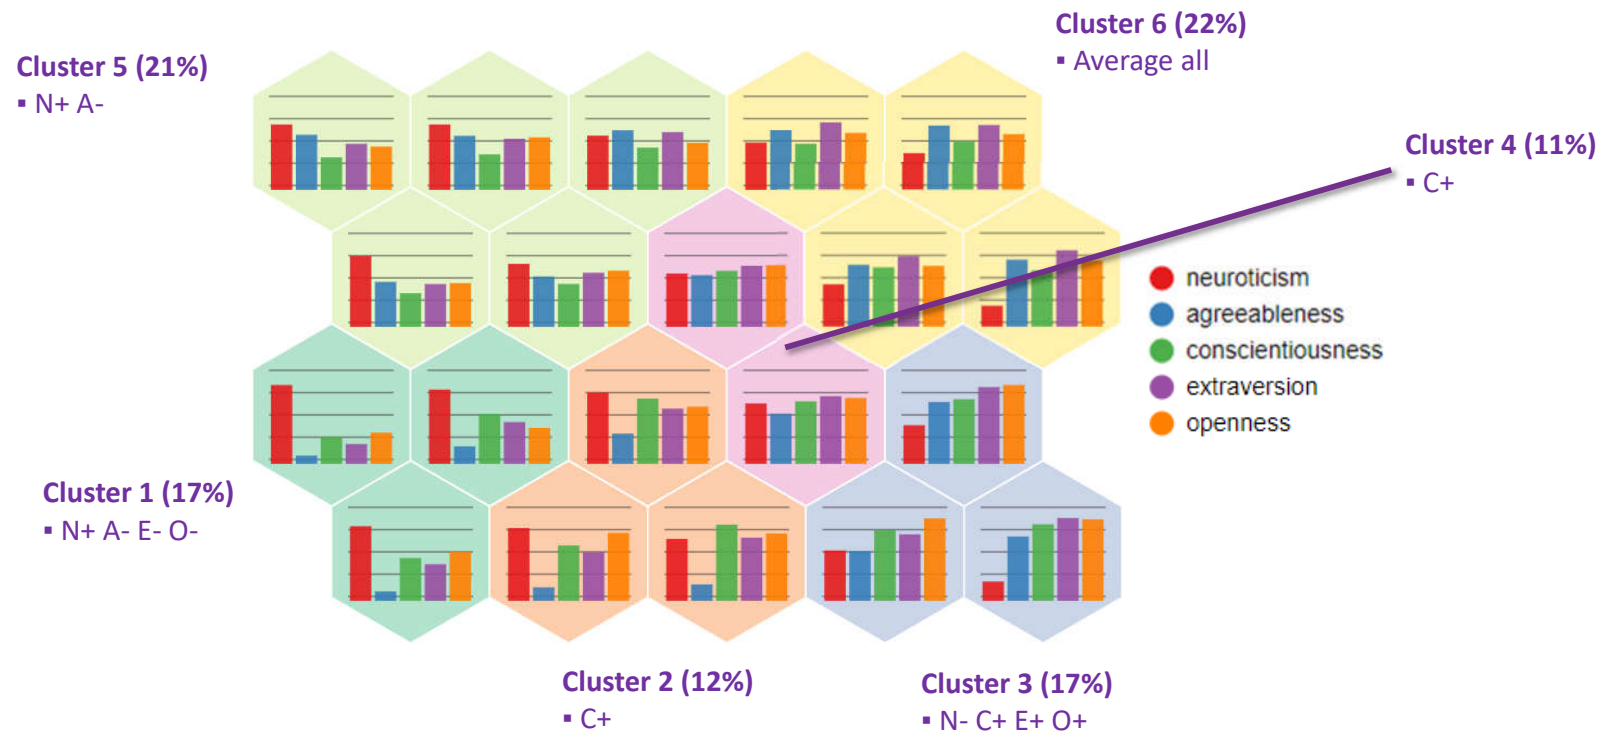 Cluster 6 (22%)
▪ Average all
Cluster 5 (21%)
▪ N+ A-
Cluster 4 (11%)
▪ C+
neuroticism
agreeableness
conscientiousness
extraversion
openness
Cluster 1 (17%)
▪ N+ A- E- O-
Cluster 2 (12%)
▪ C+
Cluster 3 (17%)
▪ N- C+ E+ O+